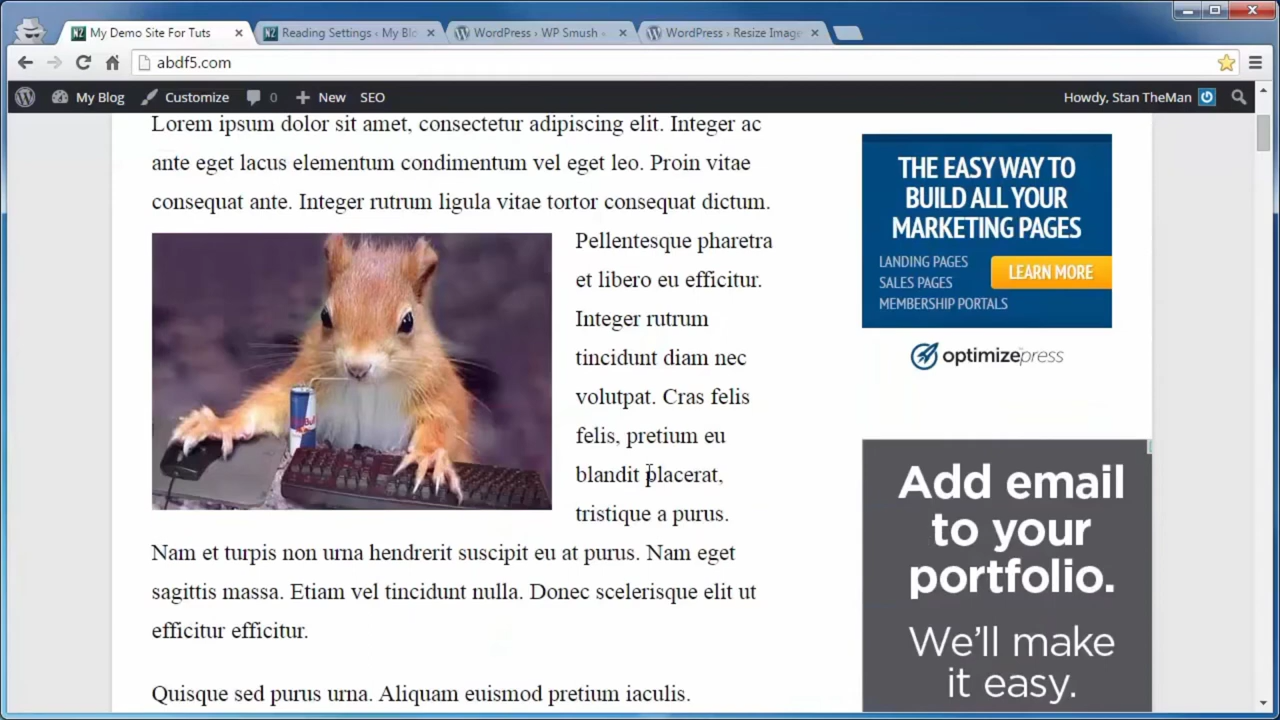 My Demo Site For Tuts
Reading Settings ‹ My Blo
WordPress › WP Smush «
WordPress › Resize Image
abdf5.com
My Blog
Customize
0
New
SEO
Howdy, Stan TheMan
Lorem ipsum dolor sit amet, consectetur adipiscing elit. Integer ac
ante eget lacus elementum condimentum vel eget leo. Proin vitae
consequat ante. Integer rutrum ligula vitae tortor consequat dictum.
Pellentesque pharetra
et libero eu efficitur.
Integer rutrum
tincidunt diam nec
volutpat. Cras felis
felis, pretium eu
blandit placerat,
tristique a purus.
Nam et turpis non urna hendrerit suscipit eu at purus. Nam eget
sagittis massa. Etiam vel tincidunt nulla. Donec scelerisque elit ut
efficitur efficitur.
Quisque sed purus urna. Aliquam euismod pretium iaculis.
THE EASY WAY TO
BUILD ALL YOUR
MARKETING PAGES
LANDING PAGES
SALES PAGES
MEMBERSHIP PORTALS
LEARN MORE
optimizepress
Add email
to your
portfolio.
We'll make
it easy.